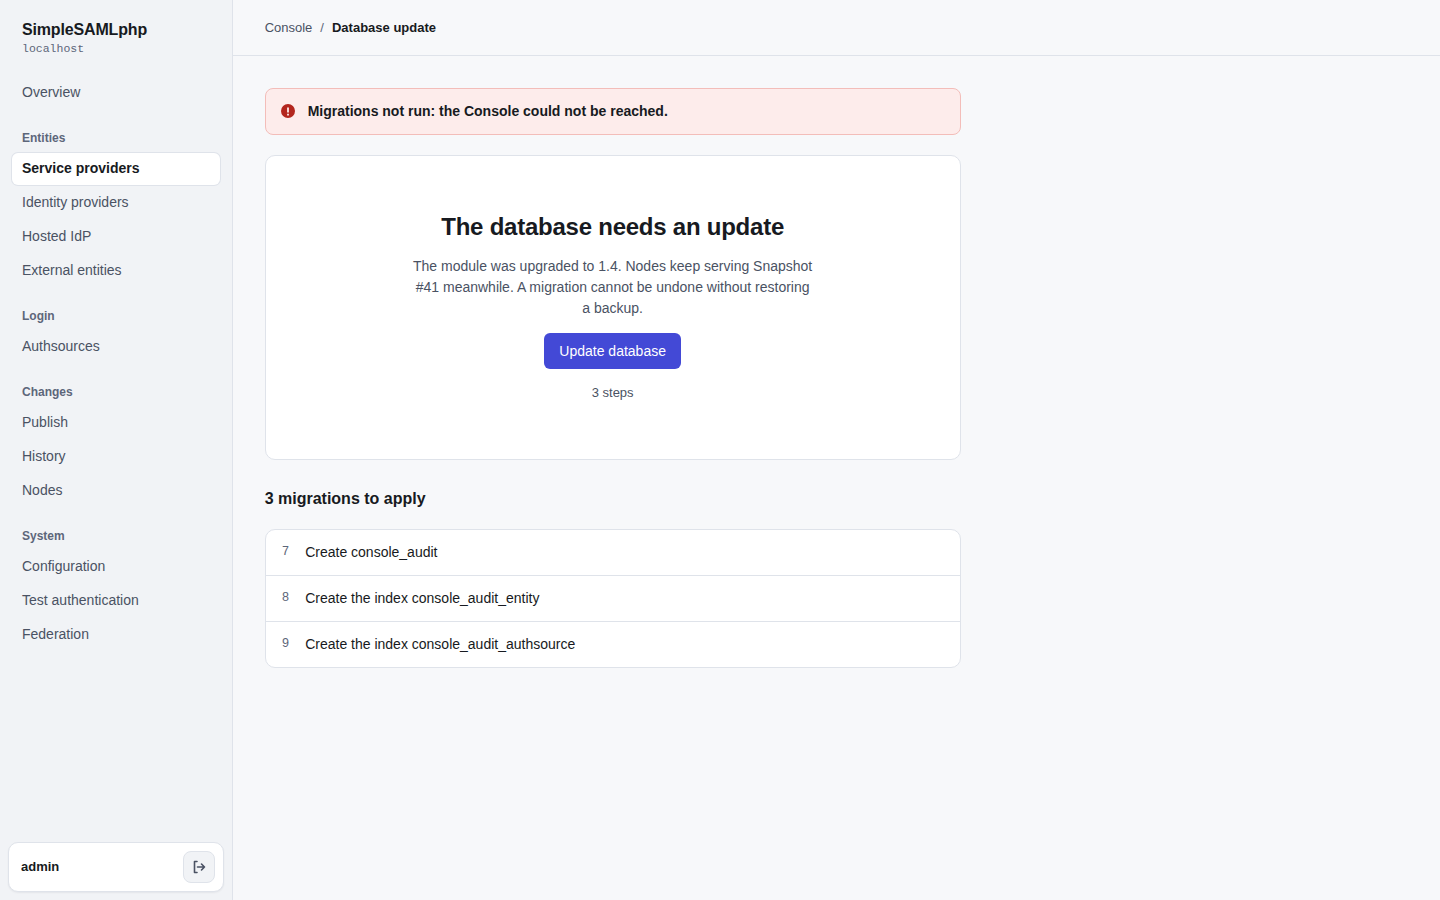 SimpleSAMLphp
localhost
Overview
Entities
Service providers
Identity providers
Hosted IdP
External entities
Login
Authsources
Changes
Publish
History
Nodes
System
Configuration
Test authentication
Federation
admin
Console / Database update
Migrations not run: the Console could not be reached.
The database needs an update
The module was upgraded to 1.4. Nodes keep serving Snapshot
#41 meanwhile. A migration cannot be undone without restoring
a backup.
Update database
3 steps
3 migrations to apply
7 Create console_audit
8 Create the index console_audit_entity
9 Create the index console_audit_authsource